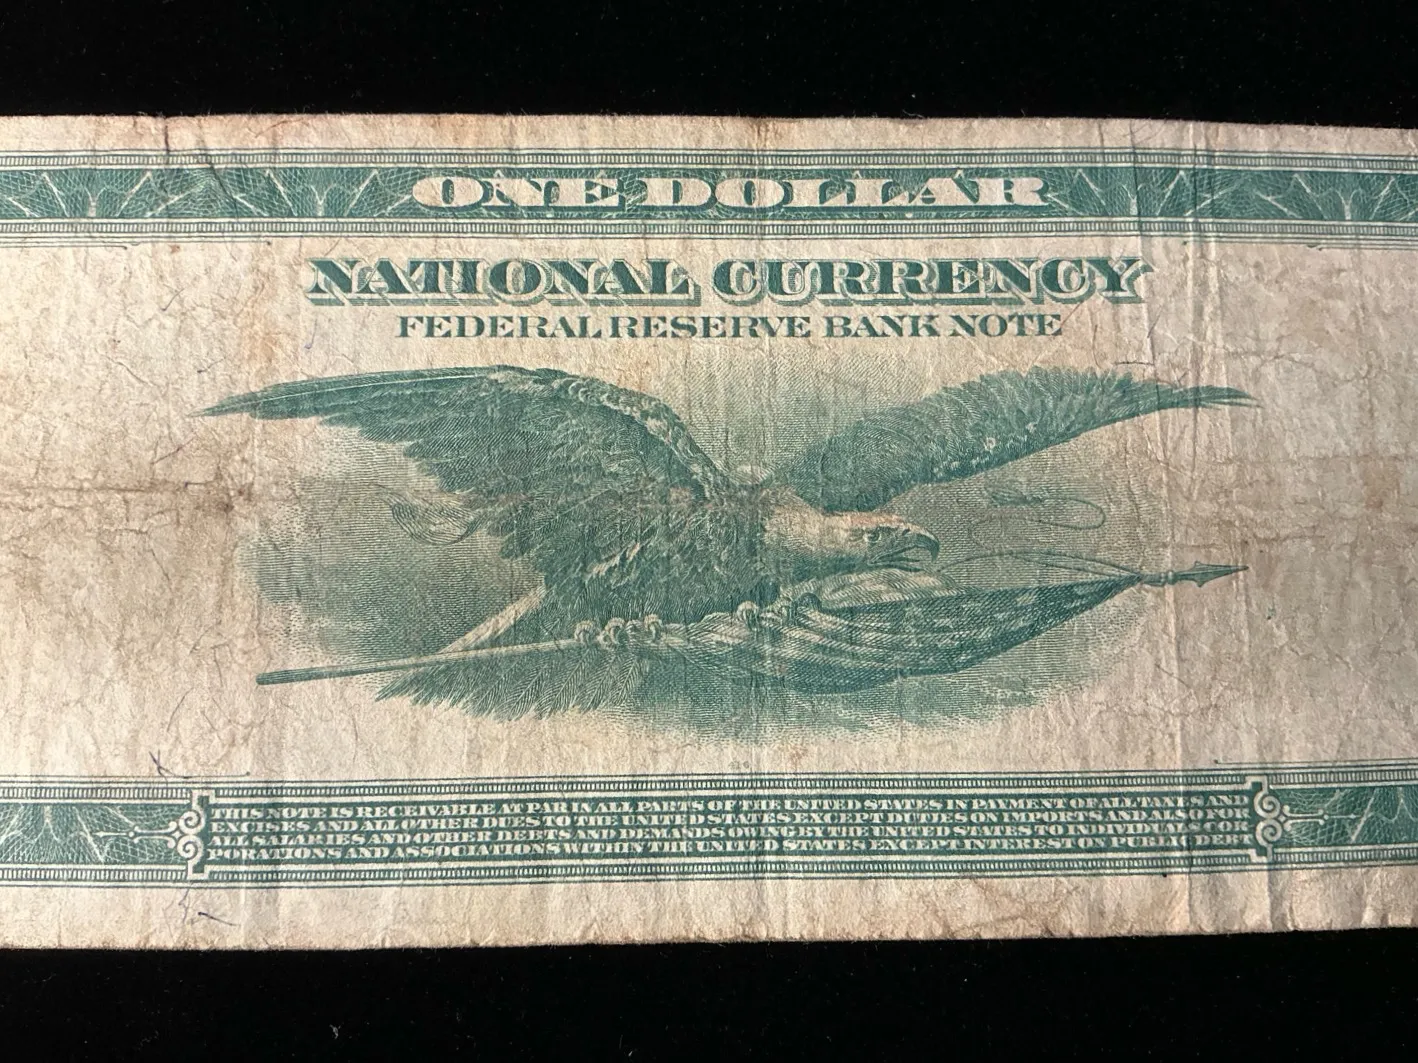 ONE DOLLAR
NATIONAL CURRENCY
FEDERAL RESERVE BANK NOTE
THIS NOTE IS RECEIVABLE AT PAR IN ALL PARTS OF THE UNITED STATES IN PAYMENT OF ALL TAXES AND
EXCISES AND ALL OTHER DUES TO THE UNITED STATES EXCEPT DUTIES ON IMPORTS AND ALSO FOR
ALL SALARIES AND OTHER DEBTS AND DEMANDS OWING BY THE UNITED STATES TO INDIVIDUALS COR
PORATIONS AND ASSOCIATIONS WITHIN THE UNITED STATES EXCEPT INTEREST ON PUBLIC DEBT